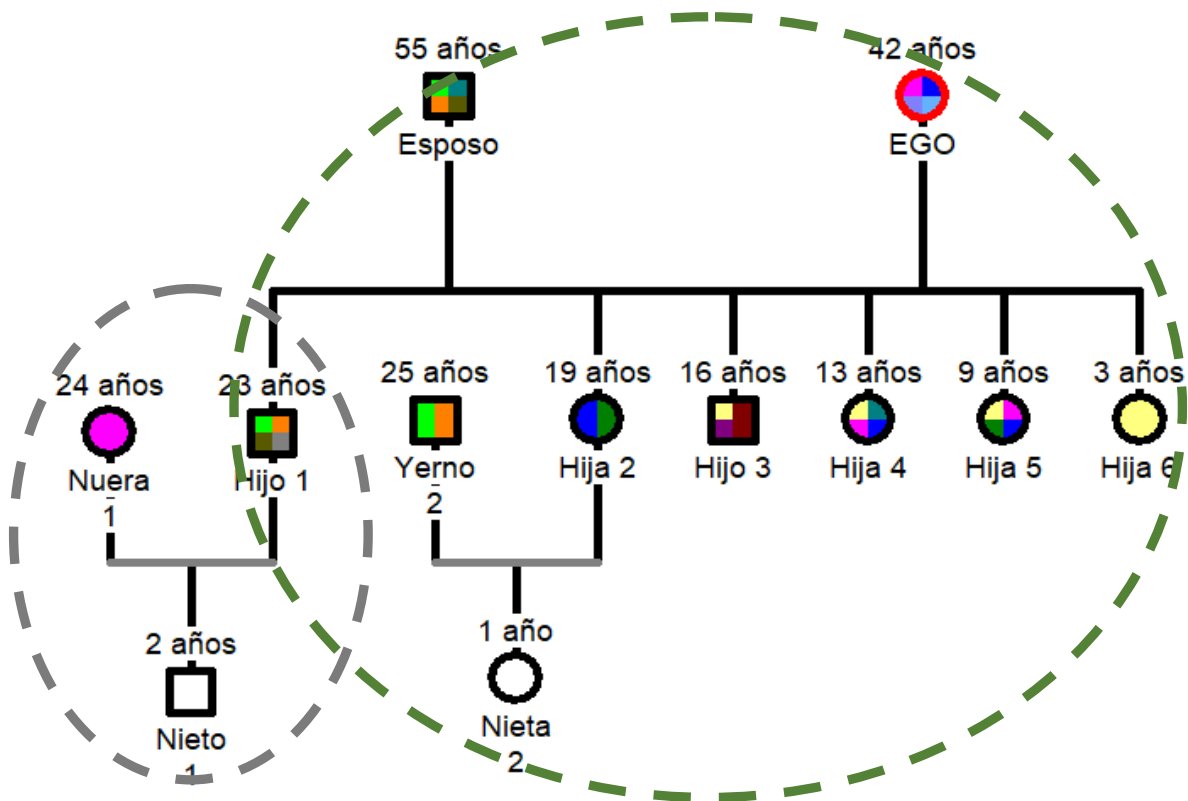 55 años
42 años
Esposo
EGO
24 años
23 años
25 años
19 años
16 años
13 años
9 años
3 años
Nuera
1
Hijo 1
Yerno
2
Hija 2
Hijo 3
Hija 4
Hija 5
Hija 6
2 años
1 año
Nieto
1
Nieta
2